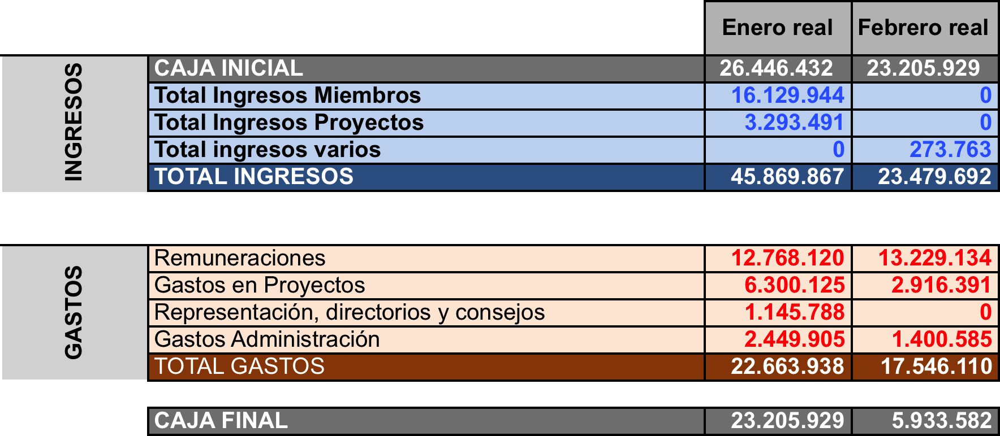 Enero real Febrero real
INGRESOS
CAJA INICIAL 26.446.432 23.205.929
Total Ingresos Miembros 16.129.944 0
Total Ingresos Proyectos 3.293.491 0
Total ingresos varios 0 273.763
TOTAL INGRESOS 45.869.867 23.479.692
GASTOS
Remuneraciones 12.768.120 13.229.134
Gastos en Proyectos 6.300.125 2.916.391
Representación, directorios y consejos 1.145.788 0
Gastos Administración 2.449.905 1.400.585
TOTAL GASTOS 22.663.938 17.546.110
CAJA FINAL 23.205.929 5.933.582